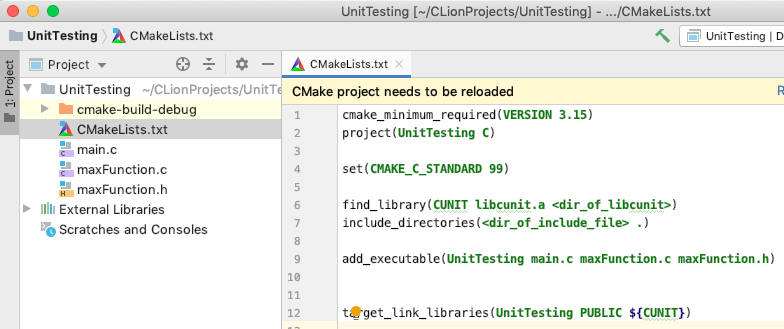 UnitTesting [~/CLionProjects/UnitTesting] - .../CMakeLists.txt
UnitTesting CMakeLists.txt
UnitTesting | D
1: Project
Project
CMakeLists.txt
UnitTesting ~/CLionProjects/UnitTe
cmake-build-debug
CMakeLists.txt
main.c
maxFunction.c
maxFunction.h
External Libraries
Scratches and Consoles
CMake project needs to be reloaded
R
1 cmake_minimum_required(VERSION 3.15)
2 project(UnitTesting C)
3
4 set(CMAKE_C_STANDARD 99)
5
6 find_library(CUNIT libcunit.a <dir_of_libcunit>)
7 include_directories(<dir_of_include_file> .)
8
9 add_executable(UnitTesting main.c maxFunction.c maxFunction.h)
10
11
12 target_link_libraries(UnitTesting PUBLIC ${CUNIT})